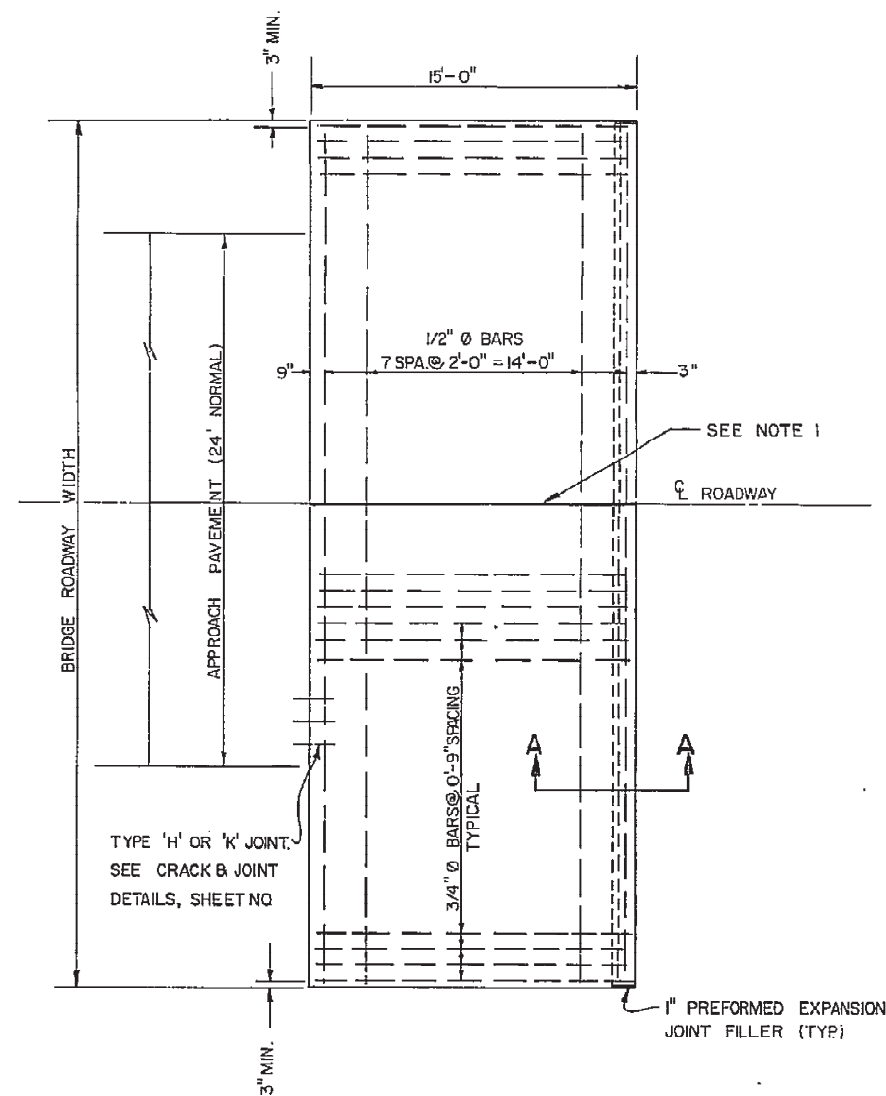 3" MIN.
15'-0"
1/2" Ø BARS
7 SPA.@ 2'-0" = 14'-0"
9"
3"
SEE NOTE 1
℄ ROADWAY
BRIDGE ROADWAY WIDTH
APPROACH PAVEMENT (24' NORMAL)
3/4" Ø BARS@ 0'-9" SPACING
TYPICAL
A A
TYPE 'H' OR 'K' JOINT.
SEE CRACK & JOINT
DETAILS, SHEET NO
1" PREFORMED EXPANSION
JOINT FILLER (TYP.)
3" MIN.